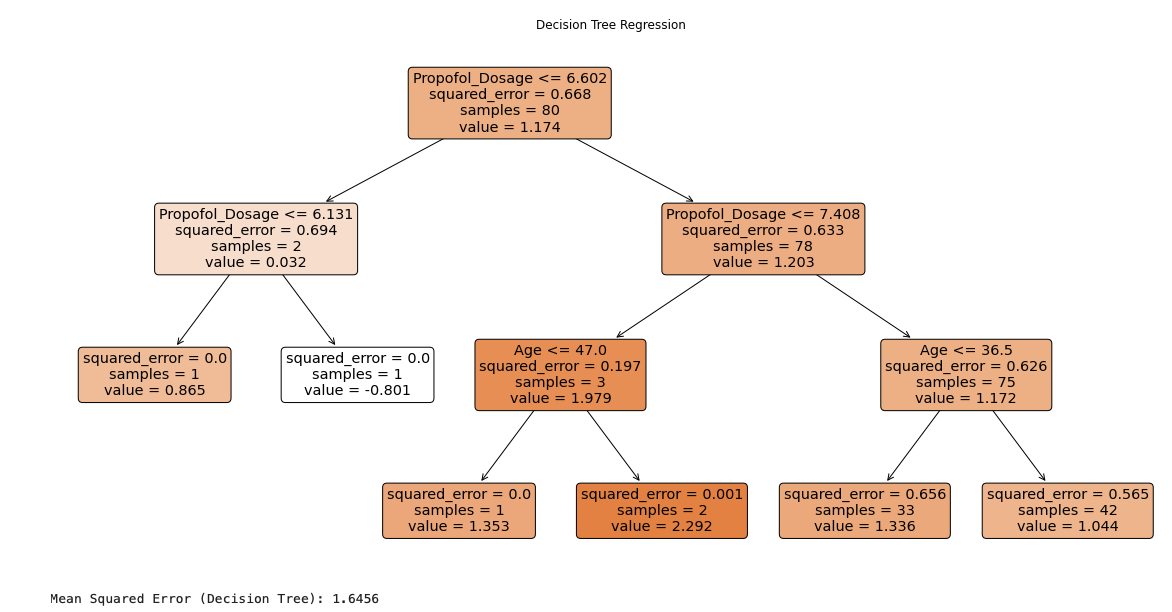 Decision Tree Regression
Propofol_Dosage <= 6.602
squared_error = 0.668
samples = 80
value = 1.174
Propofol_Dosage <= 6.131
squared_error = 0.694
samples = 2
value = 0.032
Propofol_Dosage <= 7.408
squared_error = 0.633
samples = 78
value = 1.203
squared_error = 0.0
samples = 1
value = 0.865
squared_error = 0.0
samples = 1
value = -0.801
Age <= 47.0
squared_error = 0.197
samples = 3
value = 1.979
Age <= 36.5
squared_error = 0.626
samples = 75
value = 1.172
squared_error = 0.0
samples = 1
value = 1.353
squared_error = 0.001
samples = 2
value = 2.292
squared_error = 0.656
samples = 33
value = 1.336
squared_error = 0.565
samples = 42
value = 1.044
Mean Squared Error (Decision Tree): 1.6456